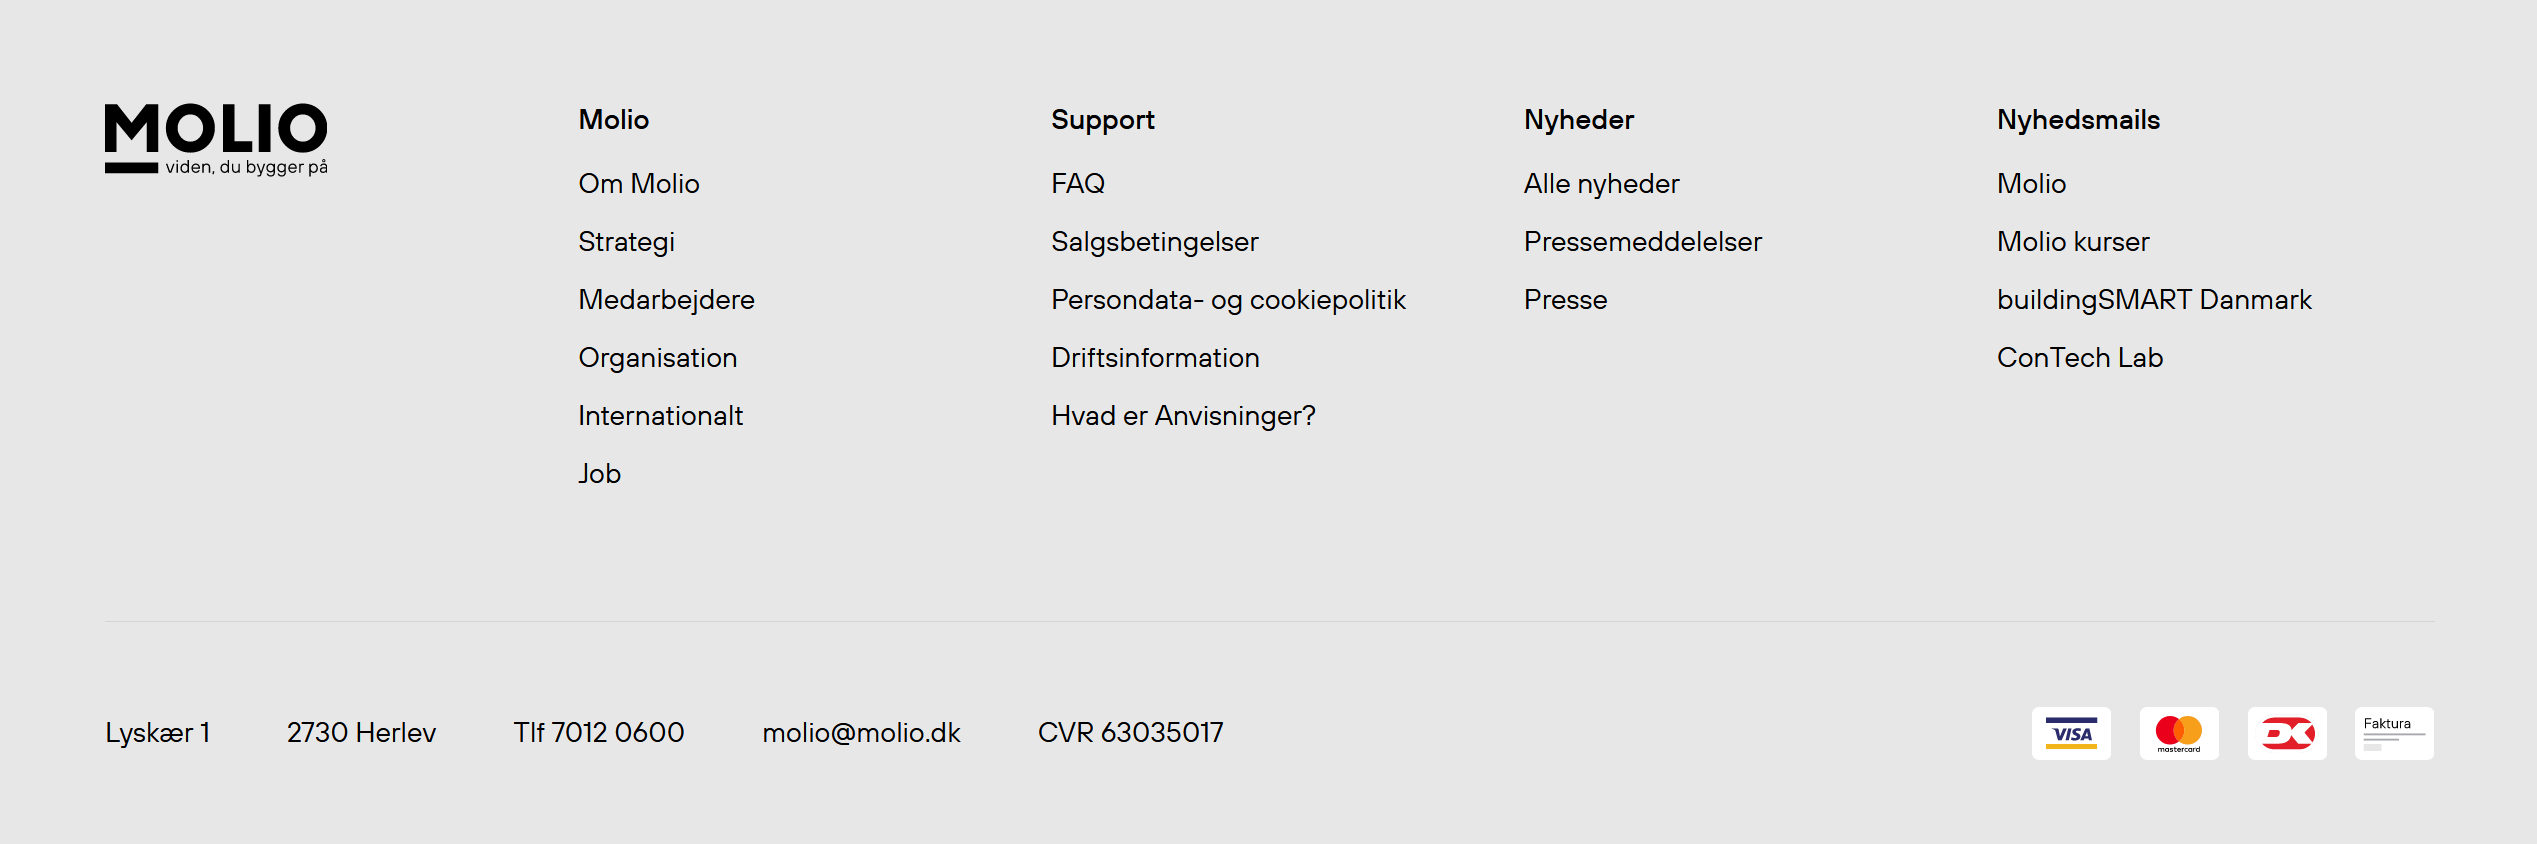 MOLIO
viden, du bygger på
Molio
Om Molio
Strategi
Medarbejdere
Organisation
Internationalt
Job
Support
FAQ
Salgsbetingelser
Persondata- og cookiepolitik
Driftsinformation
Hvad er Anvisninger?
Nyheder
Alle nyheder
Pressemeddelelser
Presse
Nyhedsmails
Molio
Molio kurser
buildingSMART Danmark
ConTech Lab
Lyskær 1
2730 Herlev
Tlf 7012 0600
molio@molio.dk
CVR 63035017
VISA
mastercard
DK
Faktura